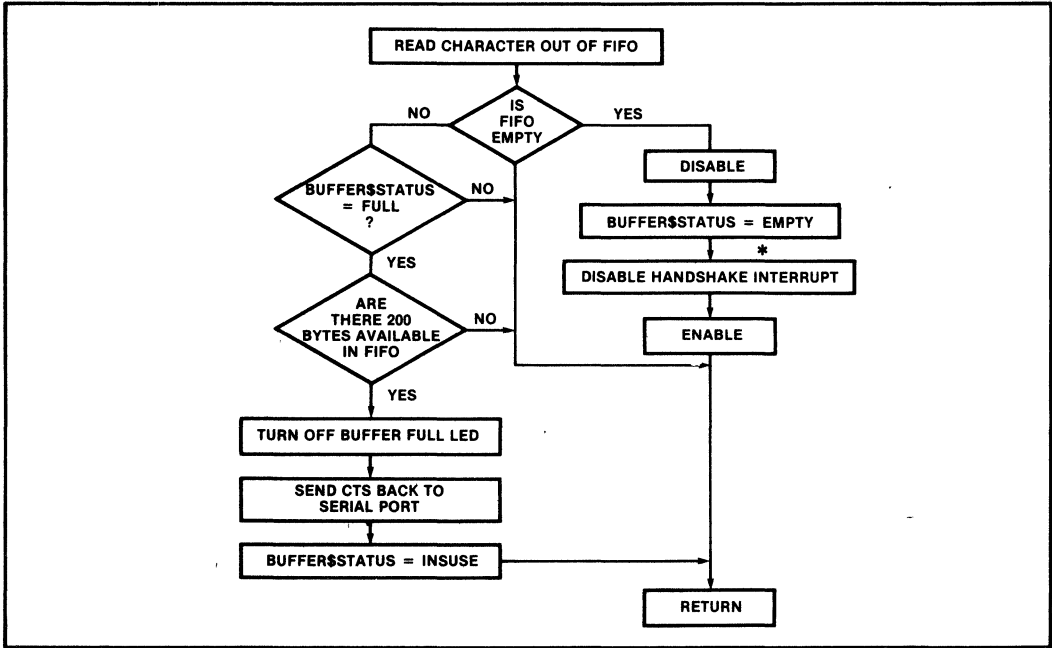 READ CHARACTER OUT OF FIFO
IS
FIFO
EMPTY
NO
YES
DISABLE
BUFFER$STATUS
= FULL
?
NO
BUFFER$STATUS = EMPTY
*
YES
DISABLE HANDSHAKE INTERRUPT
ARE
THERE 200
BYTES AVAILABLE
IN FIFO
NO
ENABLE
YES
TURN OFF BUFFER FULL LED
SEND CTS BACK TO
SERIAL PORT
BUFFER$STATUS = INSUSE
RETURN